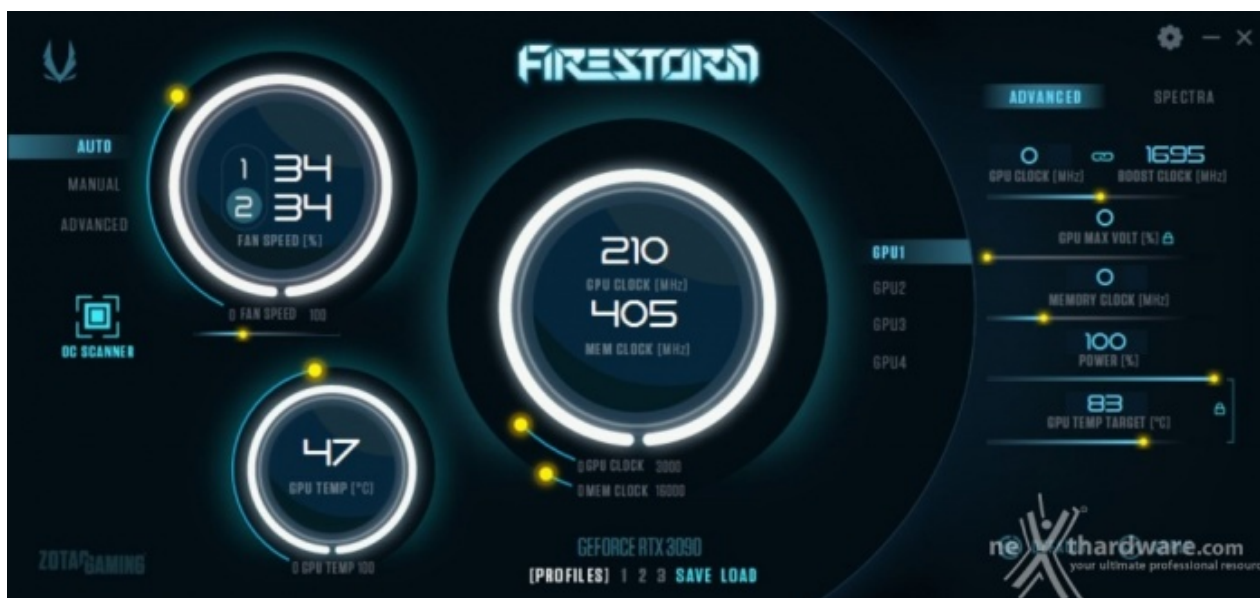 FIRESTORM
AUTO
MANUAL
ADVANCED
OC SCANNER
1 34
2 34
FAN SPEED [%]
0 FAN SPEED 100
47
GPU TEMP [°C]
0 GPU TEMP 100
210
GPU CLOCK [MHz]
405
MEM CLOCK [MHz]
0 GPU CLOCK 3000
0 MEM CLOCK 16000
GEFORCE RTX 3090
[PROFILES] 1 2 3 SAVE LOAD
GPU1
GPU2
GPU3
GPU4
ADVANCED SPECTRA
0 1695
GPU CLOCK [MHz] BOOST CLOCK [MHz]
0
GPU MAX VOLT [%]
0
MEMORY CLOCK [MHz]
100
POWER [%]
83
GPU TEMP TARGET [°C]
ZOTAC GAMING
nexthardware.com
your ultimate professional resour